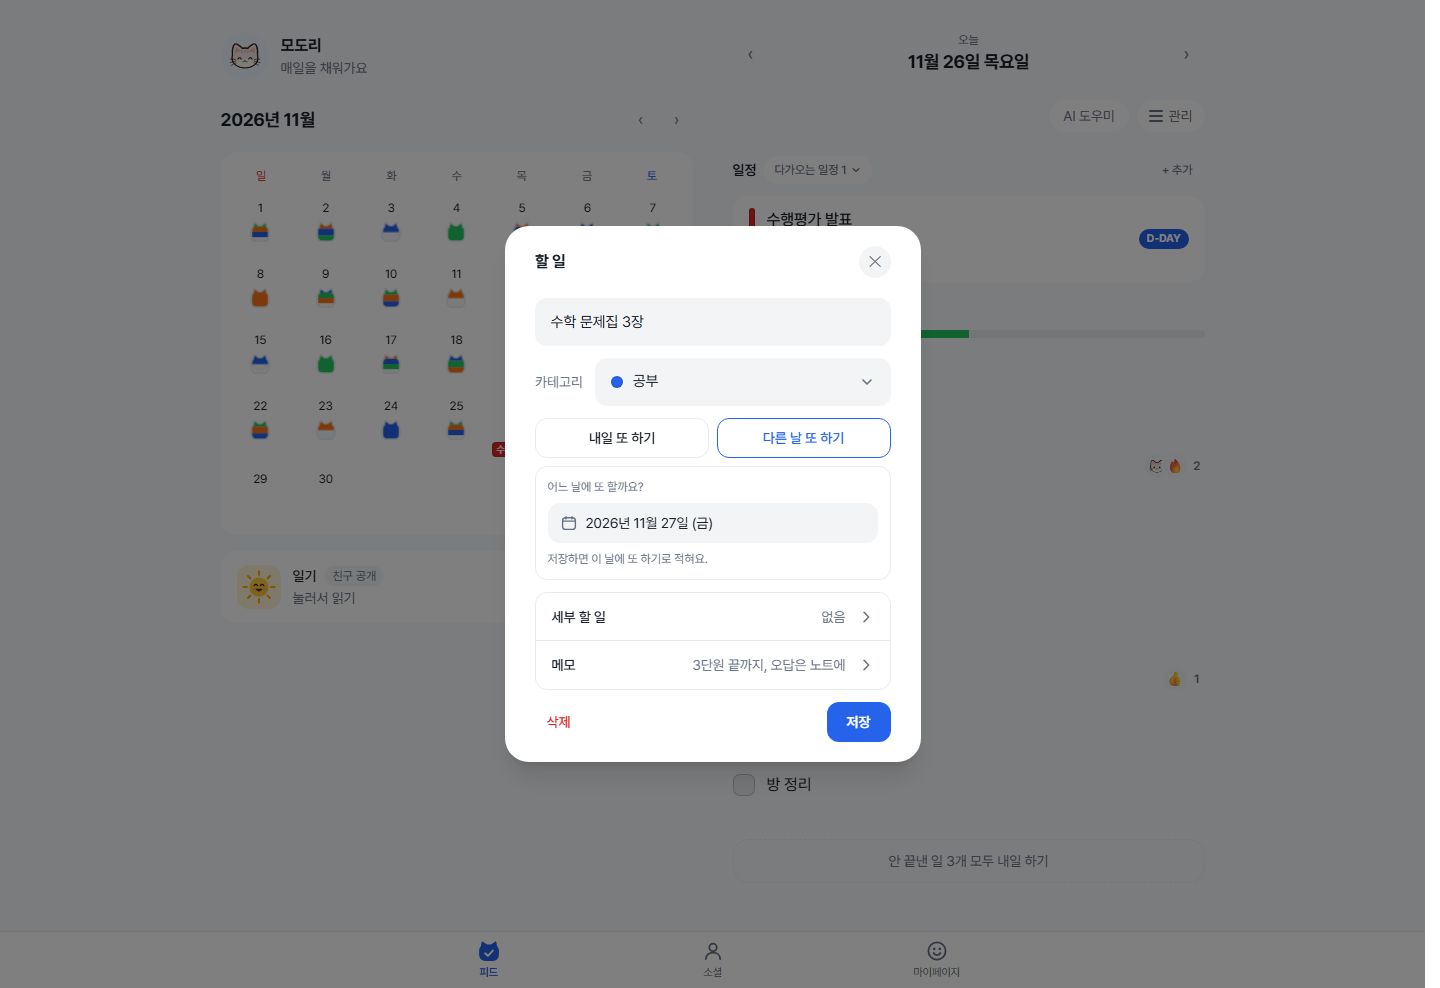 모도리
매일을 채워가요
2026년 11월
일 월 화 수 목 금 토
1 2 3 4 5 6 7
8 9 10 11
15 16 17 18
22 23 24 25
29 30
일기 친구 공개
눌러서 읽기
오늘
11월 26일 목요일
AI 도우미
관리
일정 다가오는 일정 1
+ 추가
수행평가 발표
D-DAY
2
1
방 정리
안 끝낸 일 3개 모두 내일 하기
할 일
수학 문제집 3장
카테고리 공부
내일 또 하기
다른 날 또 하기
어느 날에 또 할까요?
2026년 11월 27일 (금)
저장하면 이 날에 또 하기로 적혀요.
세부 할 일 없음
메모 3단원 끝까지, 오답은 노트에
삭제
저장
피드
소셜
마이페이지